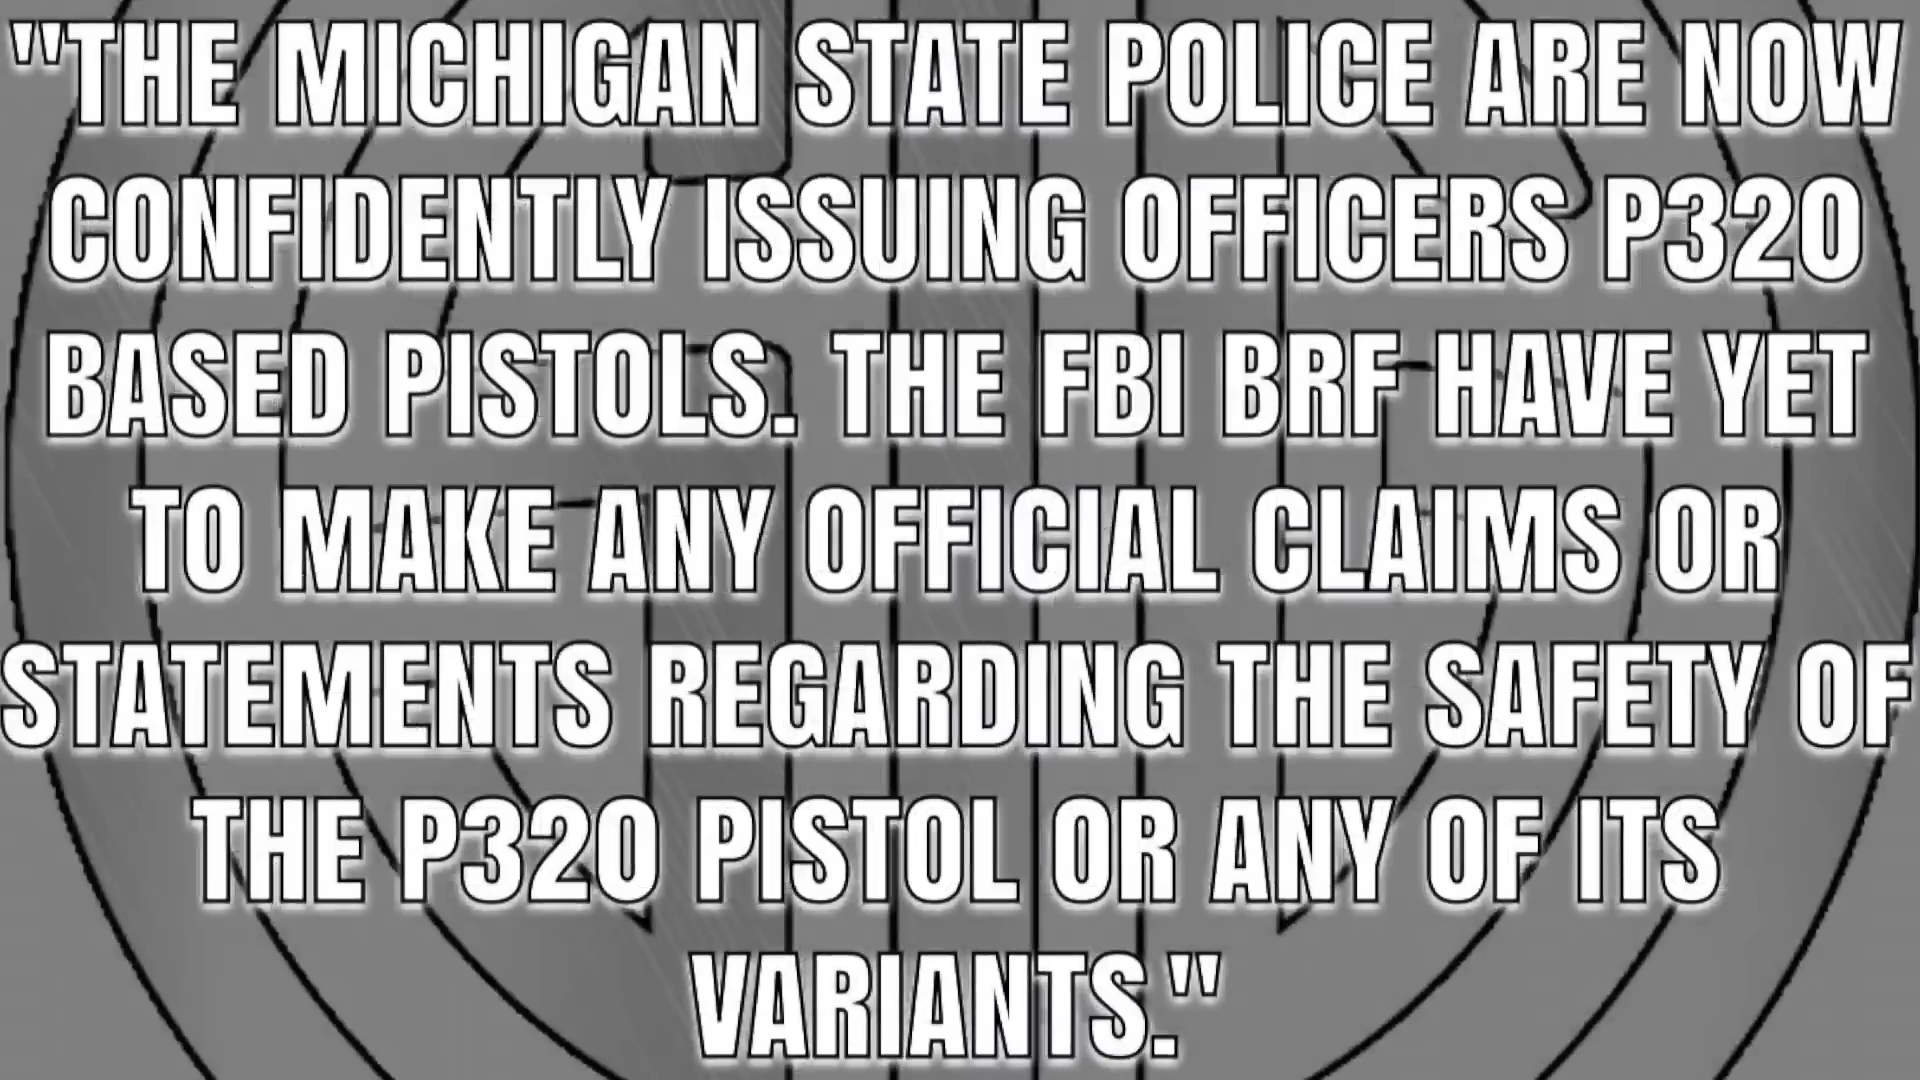 "THE MICHIGAN STATE POLICE ARE NOW
CONFIDENTLY ISSUING OFFICERS P320
BASED PISTOLS. THE FBI BRF HAVE YET
TO MAKE ANY OFFICIAL CLAIMS OR
STATEMENTS REGARDING THE SAFETY OF
THE P320 PISTOL OR ANY OF ITS
VARIANTS."